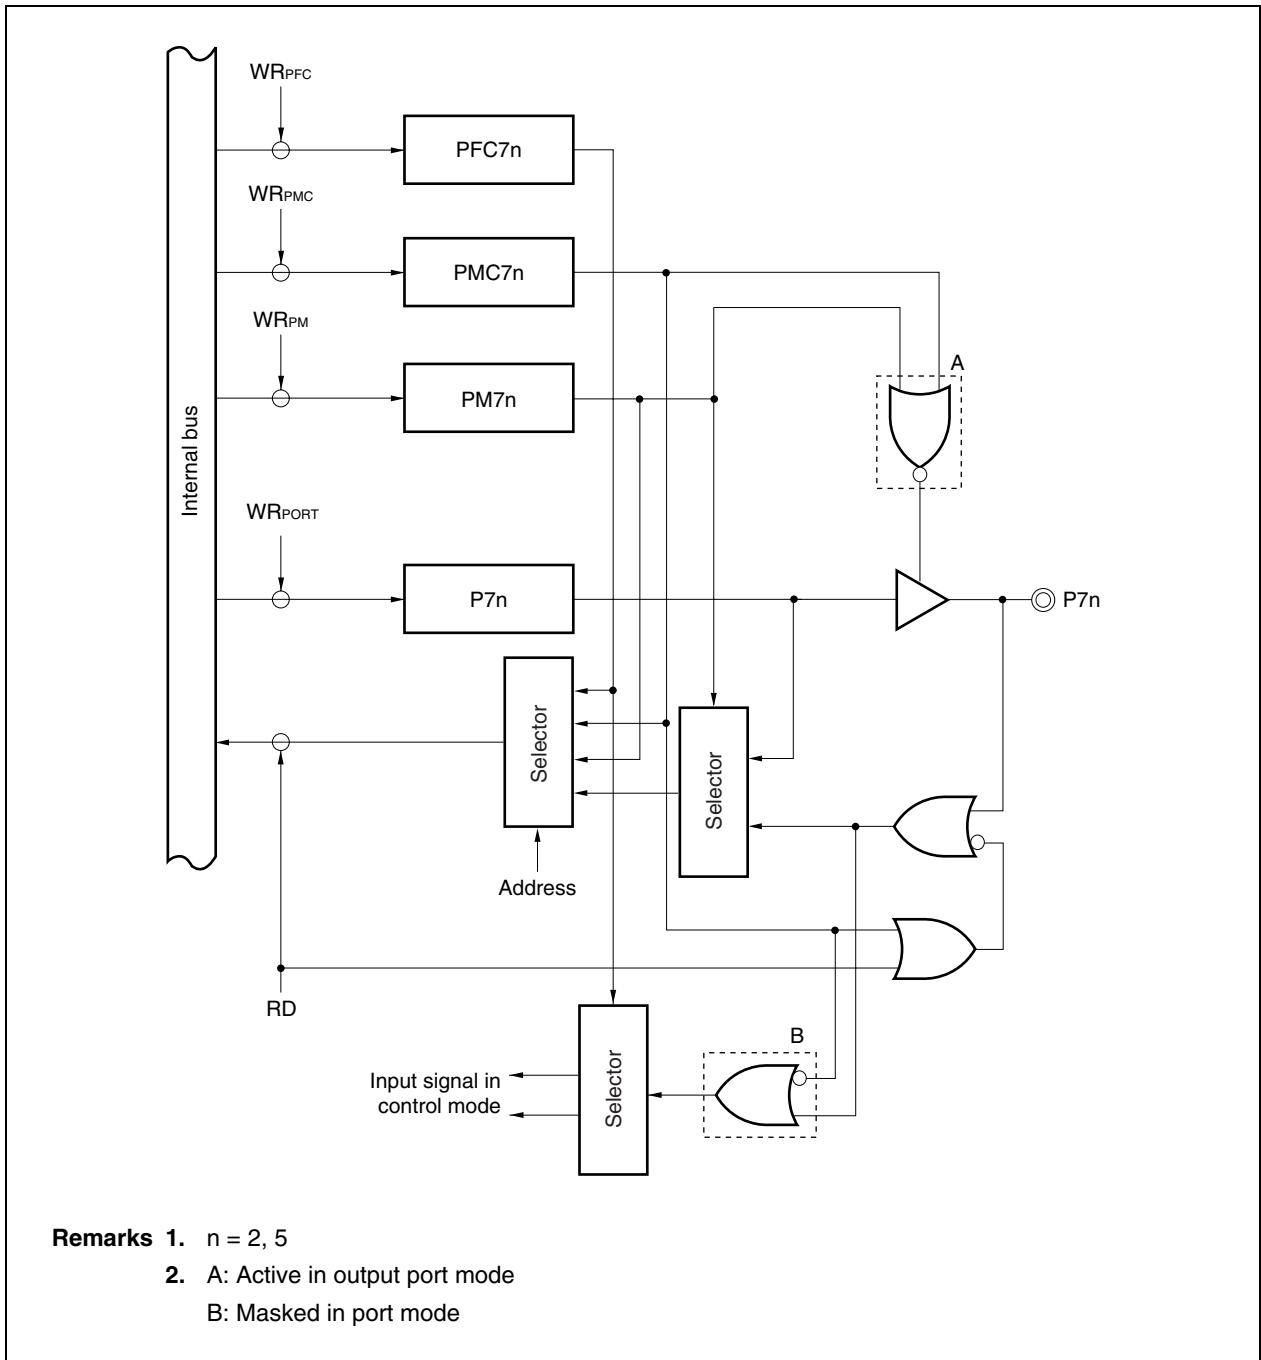 WRPFC
PFC7n
WRPMC
PMC7n
WRPM
PM7n
A
Internal bus
WRPORT
P7n
P7n
Selector
Selector
Address
RD
B
Input signal in
control mode
Selector
Remarks 1. n = 2, 5
2. A: Active in output port mode
B: Masked in port mode